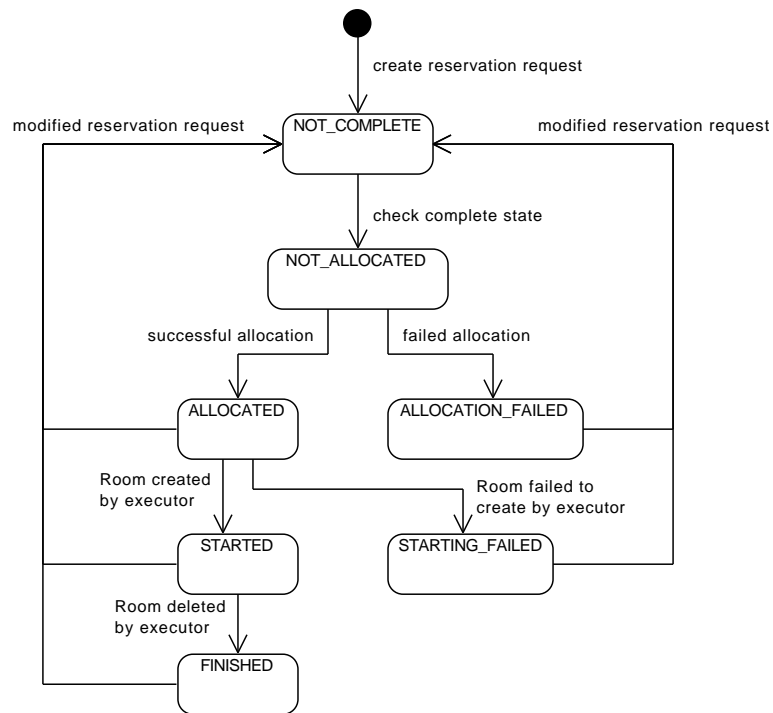 create reservation request
modified reservation request
NOT_COMPLETE
modified reservation request
check complete state
NOT_ALLOCATED
successful allocation
failed allocation
ALLOCATED
ALLOCATION_FAILED
Room created
by executor
Room failed to
create by executor
STARTED
STARTING_FAILED
Room deleted
by executor
FINISHED